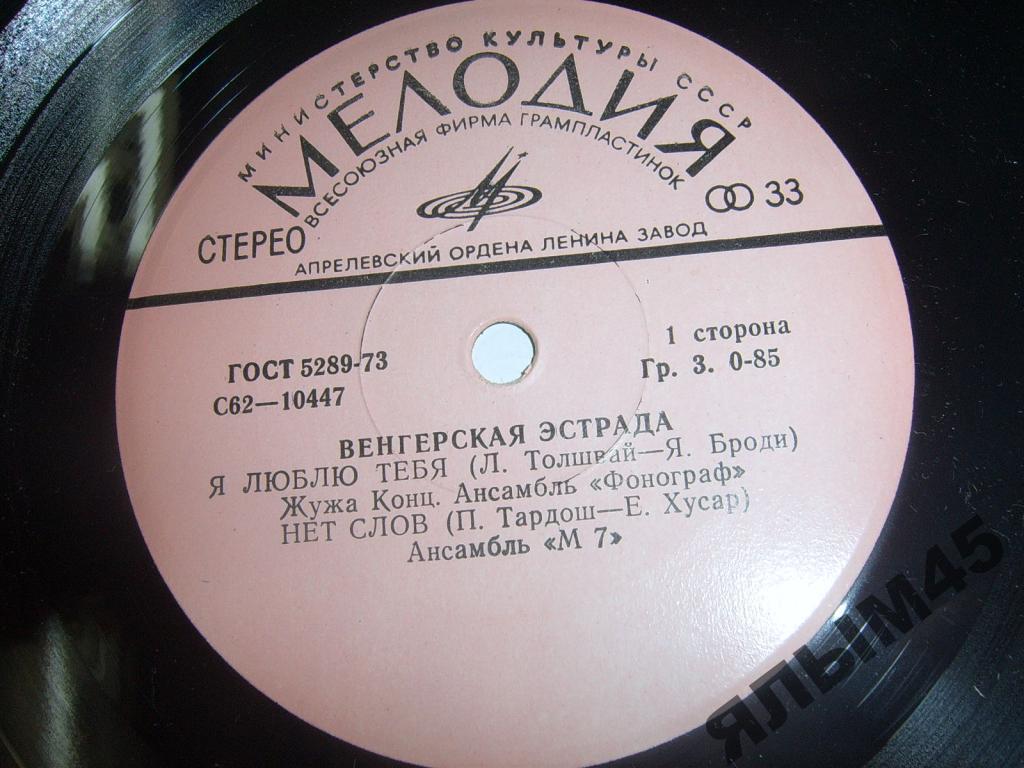 МИНИСТЕРСТВО КУЛЬТУРЫ СССР
МЕЛОДИЯ
ВСЕСОЮЗНАЯ ФИРМА ГРАМПЛАСТИНОК
СТЕРЕО
33
АПРЕЛЕВСКИЙ ОРДЕНА ЛЕНИНА ЗАВОД
ГОСТ 5289-73
1 сторона
С62—10447
Гр. 3. 0-85
ВЕНГЕРСКАЯ ЭСТРАДА
Я ЛЮБЛЮ ТЕБЯ (Л. Толшвай—Я. Броди)
Жужа Конц. Ансамбль «Фонограф»
НЕТ СЛОВ (П. Тардош—Е. Хусар)
Ансамбль «М 7»
ЯЛЫМ45